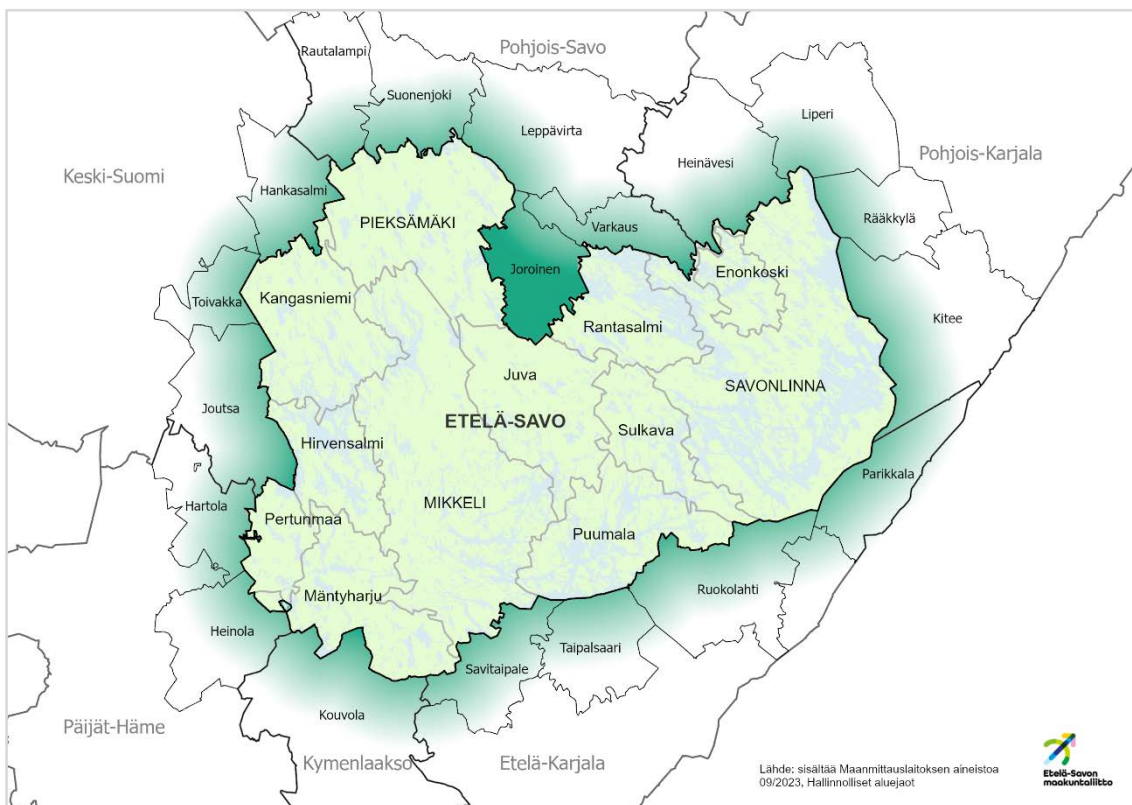 Pohjois-Savo
Rautalampi
Suonenjoki
Leppävirta
Liperi
Heinävesi
Pohjois-Karjala
Keski-Suomi
Hankasalmi
PIEKSÄMÄKI
Varkaus
Rääkkylä
Joroinen
Enonkoski
Toivakka
Kangasniemi
Kitee
Rantasalmi
Juva
SAVONLINNA
Joutsa
ETELÄ-SAVO
Sulkava
Hirvensalmi
Parikkala
MIKKELI
Hartola
Pertunmaa
Puumala
Ruokolahti
Mäntyharju
Heinola
Taipalsaari
Savitaipale
Kouvola
Päijät-Häme
Kymenlaakso
Etelä-Karjala
Lähde: sisältää Maanmittauslaitoksen aineistoa
09/2023, Hallinnolliset aluejaot
Etelä-Savon
maakuntaliitto